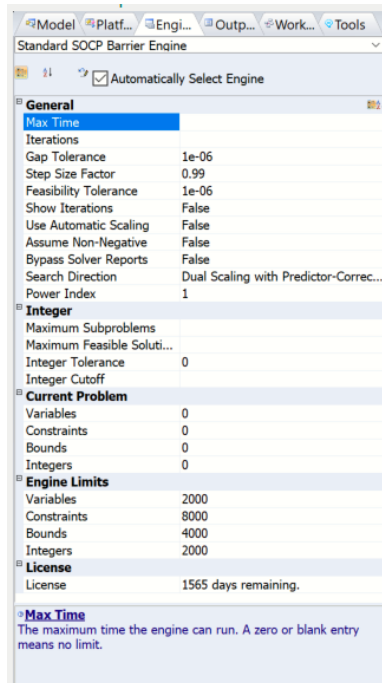 Model Platf... Engi... Outp... Work... Tools
Standard SOCP Barrier Engine
Automatically Select Engine
General
Max Time
Iterations
Gap Tolerance 1e-06
Step Size Factor 0.99
Feasibility Tolerance 1e-06
Show Iterations False
Use Automatic Scaling False
Assume Non-Negative False
Bypass Solver Reports False
Search Direction Dual Scaling with Predictor-Correc...
Power Index 1
Integer
Maximum Subproblems
Maximum Feasible Soluti...
Integer Tolerance 0
Integer Cutoff
Current Problem
Variables 0
Constraints 0
Bounds 0
Integers 0
Engine Limits
Variables 2000
Constraints 8000
Bounds 4000
Integers 2000
License
License 1565 days remaining.
Max Time
The maximum time the engine can run. A zero or blank entry
means no limit.